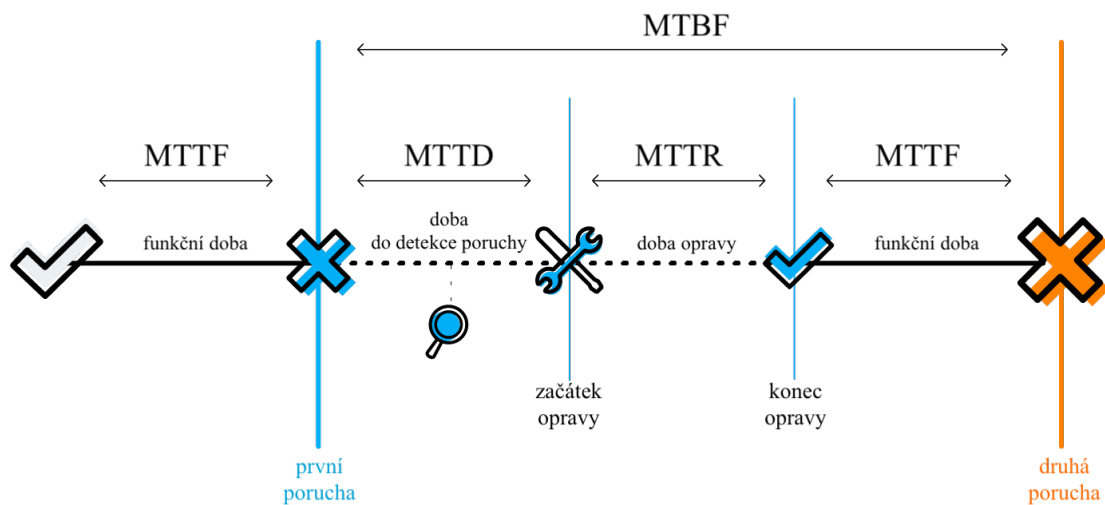 MTBF
MTTF
MTTD
MTTR
MTTF
funkční doba
doba
do detekce poruchy
doba opravy
funkční doba
začátek
opravy
konec
opravy
první
porucha
druhá
porucha